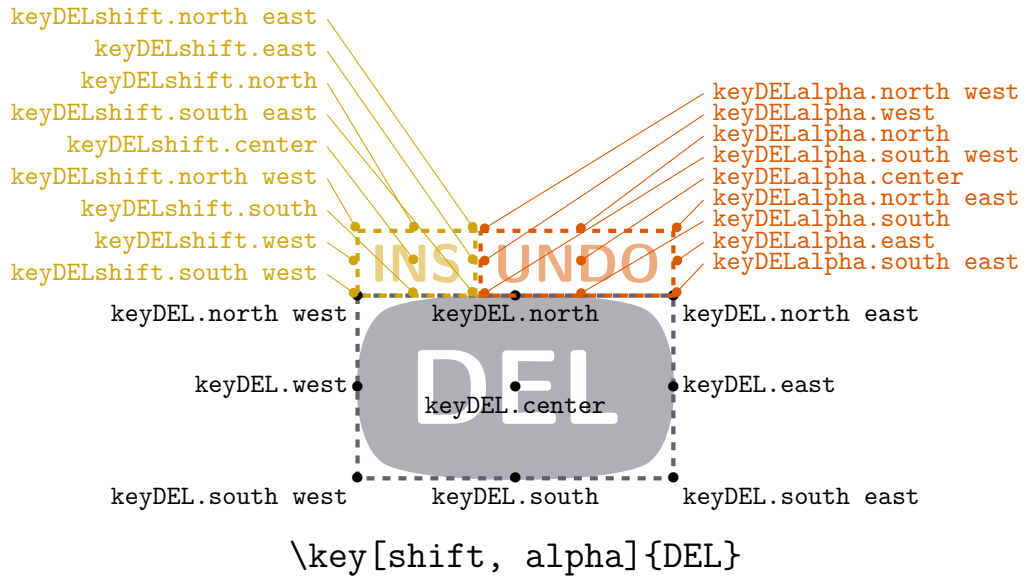 keyDELshift.north east
keyDELshift.east
keyDELshift.north
keyDELshift.south east
keyDELshift.center
keyDELshift.north west
keyDELshift.south
keyDELshift.west
keyDELshift.south west
keyDELalpha.north west
keyDELalpha.west
keyDELalpha.north
keyDELalpha.south west
keyDELalpha.center
keyDELalpha.north east
keyDELalpha.south
keyDELalpha.east
keyDELalpha.south east
INS UNDO
keyDEL.north west keyDEL.north keyDEL.north east
DEL
keyDEL.west keyDEL.east
keyDEL.center
keyDEL.south west keyDEL.south keyDEL.south east
\key[shift, alpha]{DEL}